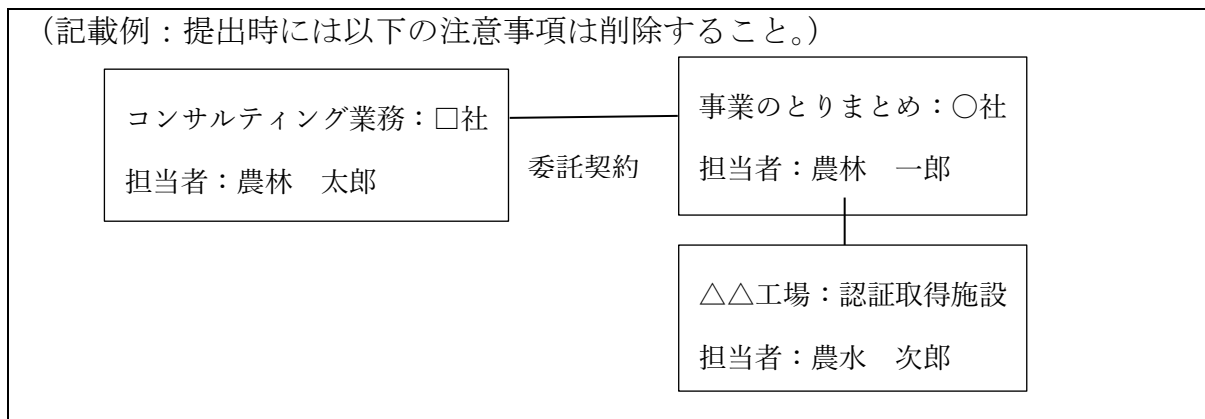 （記載例：提出時には以下の注意事項は削除すること。）
コンサルティング業務：□社
担当者：農林　太郎
委託契約
事業のとりまとめ：○社
担当者：農林　一郎
△△工場：認証取得施設
担当者：農水　次郎